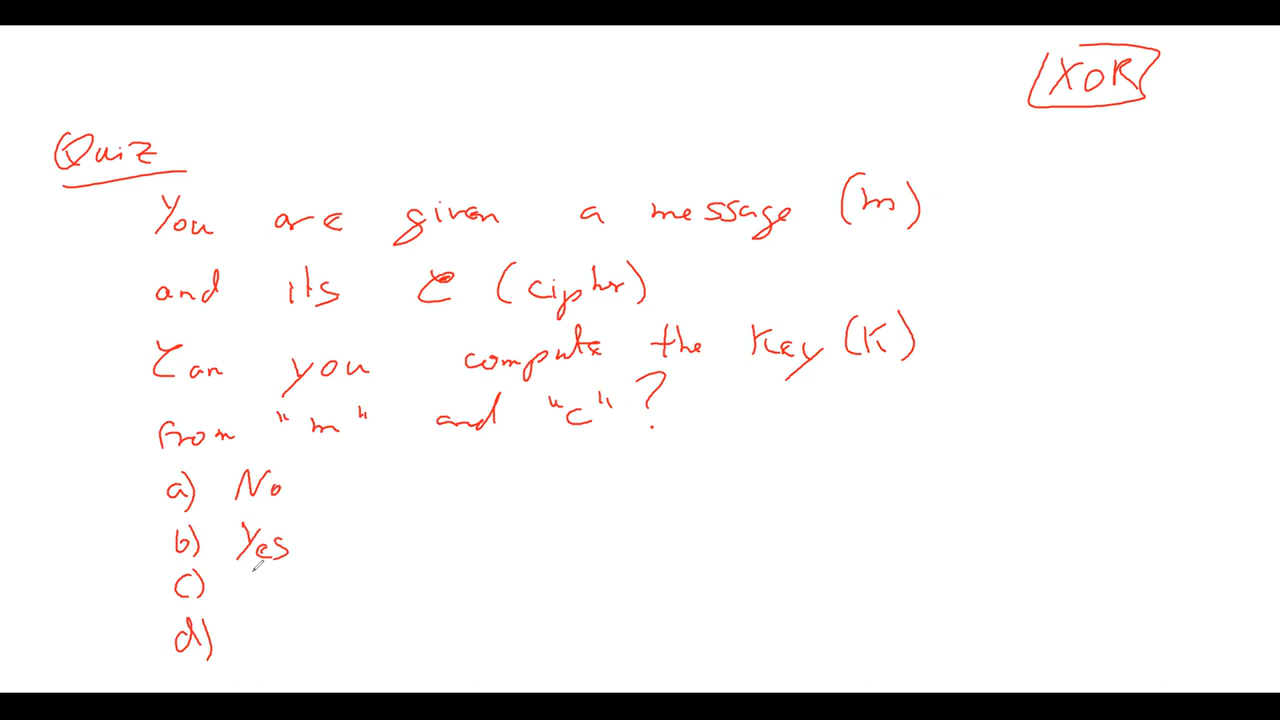 XOR
Quiz
You are given a message (m)
and its c (cipher)
Can you compute the Key (K)
from "m" and "c" ?
a) No
b) Yes
c)
d)